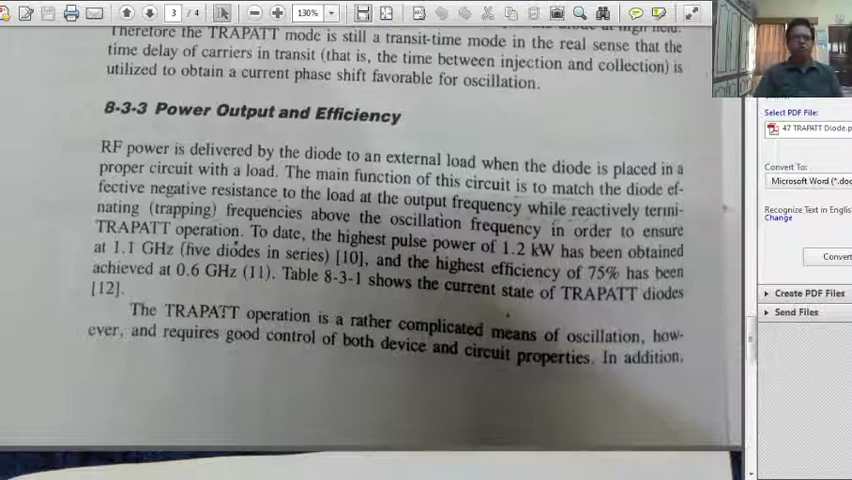 3 / 4
130%
Therefore the TRAPATT mode is still a transit-time mode in the real sense that the
time delay of carriers in transit (that is, the time between injection and collection) is
utilized to obtain a current phase shift favorable for oscillation.
8-3-3 Power Output and Efficiency
RF power is delivered by the diode to an external load when the diode is placed in a
proper circuit with a load. The main function of this circuit is to match the diode ef-
fective negative resistance to the load at the output frequency while reactively termi-
nating (trapping) frequencies above the oscillation frequency in order to ensure
TRAPATT operation. To date, the highest pulse power of 1.2 kW has been obtained
at 1.1 GHz (five diodes in series) [10], and the highest efficiency of 75% has been
achieved at 0.6 GHz (11). Table 8-3-1 shows the current state of TRAPATT diodes
[12].
The TRAPATT operation is a rather complicated means of oscillation, how-
ever, and requires good control of both device and circuit properties. In addition,
Select PDF File:
47 TRAPATT Diode.p
Convert To:
Microsoft Word (*.doc
Recognize Text in English
Change
Convert
Create PDF Files
Send Files